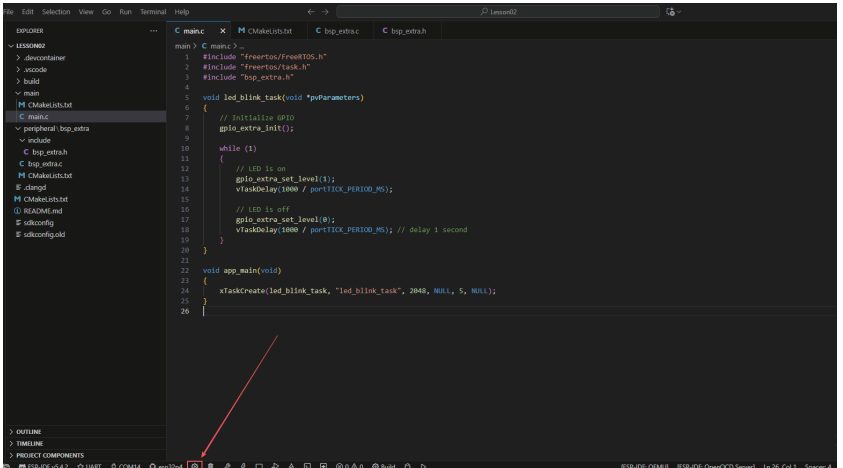 File Edit Selection View Go Run Terminal Help
Lesson02
EXPLORER
LESSON02
.devcontainer
.vscode
build
main
CMakeLists.txt
main.c
peripheral \ bsp_extra
include
bsp_extra.h
bsp_extra.c
CMakeLists.txt
.clangd
CMakeLists.txt
README.md
sdkconfig
sdkconfig.old
OUTLINE
TIMELINE
PROJECT COMPONENTS
main.c CMakeLists.txt bsp_extra.c bsp_extra.h
main > C main.c > ...
1 #include "freertos/FreeRTOS.h"
2 #include "freertos/task.h"
3 #include "bsp_extra.h"
4
5 void led_blink_task(void *pvParameters)
6 {
7 // Initialize GPIO
8 gpio_extra_init();
9
10 while (1)
11 {
12 // LED is on
13 gpio_extra_set_level(1);
14 vTaskDelay(1000 / portTICK_PERIOD_MS);
15
16 // LED is off
17 gpio_extra_set_level(0);
18 vTaskDelay(1000 / portTICK_PERIOD_MS); // delay 1 second
19 }
20 }
21
22 void app_main(void)
23 {
24 xTaskCreate(led_blink_task, "led_blink_task", 2048, NULL, 5, NULL);
25 }
26
ESP-IDF v5.4.2 UART COM14 esp32p4 0 0 0 Build [ESP-IDF: QEMU] [ESP-IDF: OpenOCD Server] Ln 26, Col 1 Spaces: 4